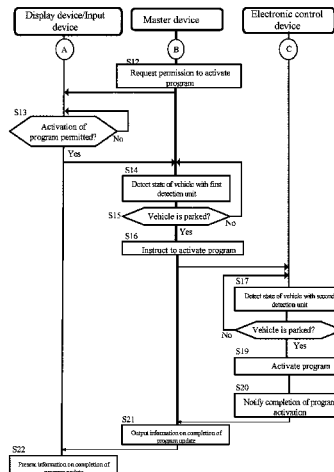 Display device/Input
device
Master device
Electronic control
device
A
B
C
S12
Request permission to activate
program
S13
Activation of
program permitted?
No
Yes
S14
Detect state of vehicle with first
detection unit
S15
Vehicle is parked?
No
Yes
S16
Instruct to activate program
S17
Detect state of vehicle with second
detection unit
Vehicle is parked?
No
Yes
S19
Activate program
S20
Notify completion of program
activation
S21
Output information on completion of
program update
S22
Present information on completion of
program update